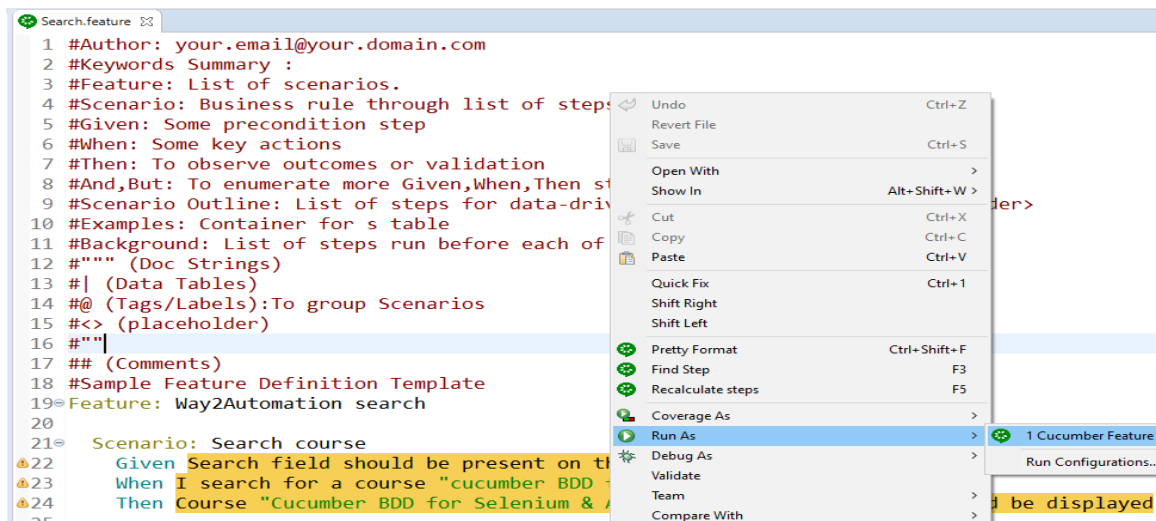 Search.feature
1 #Author: your.email@your.domain.com
2 #Keywords Summary :
3 #Feature: List of scenarios.
4 #Scenario: Business rule through list of steps
5 #Given: Some precondition step
6 #When: Some key actions
7 #Then: To observe outcomes or validation
8 #And,But: To enumerate more Given,When,Then
9 #Scenario Outline: List of steps for der>
10 #Examples: Container for s table
11 #Background: List of steps run before each of
12 #""" (Doc Strings)
13 #| (Data Tables)
14 #@ (Tags/Labels):To group Scenarios
15 #<> (placeholder)
16 #""
17 ## (Comments)
18 #Sample Feature Definition Template
19 Feature: Way2Automation search
20
21 Scenario: Search course
22 Given Search field should be present on
23 When I search for a course "cucumber BDD
24 Then Course "Cucumber BDD for Selenium & d be displayed
Undo Ctrl+Z
Revert File
Save Ctrl+S
Open With >
Show In Alt+Shift+W >
Cut Ctrl+X
Copy Ctrl+C
Paste Ctrl+V
Quick Fix Ctrl+1
Shift Right
Shift Left
Pretty Format Ctrl+Shift+F
Find Step F3
Recalculate steps F5
Coverage As >
Run As >
Debug As >
Validate
Team >
Compare With >
1 Cucumber Feature
Run Configurations..